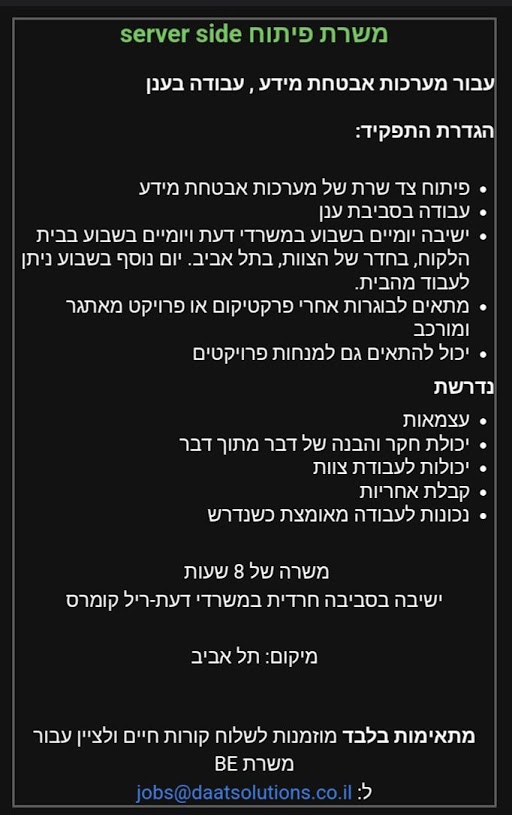 משרת פיתוח server side
עבור מערכות אבטחת מידע , עבודה בענן
הגדרת התפקיד:
• פיתוח צד שרת של מערכות אבטחת מידע
• עבודה בסביבת ענן
• ישיבה יומיים בשבוע במשרדי דעת ויומיים בשבוע בבית
הלקוח, בחדר של הצוות, בתל אביב. יום נוסף בשבוע ניתן
לעבוד מהבית.
• מתאים לבוגרות אחרי פרקטיקום או פרויקט מאתגר
ומורכב
• יכול להתאים גם למנחות פרויקטים
נדרשת
• עצמאות
• יכולת חקר והבנה של דבר מתוך דבר
• יכולות לעבודת צוות
• קבלת אחריות
• נכונות לעבודה מאומצת כשנדרש
משרה של 8 שעות
ישיבה בסביבה חרדית במשרדי דעת-ריל קומרס
מיקום: תל אביב
מתאימות בלבד מוזמנות לשלוח קורות חיים ולציין עבור
משרת BE
ל: jobs@daatsolutions.co.il